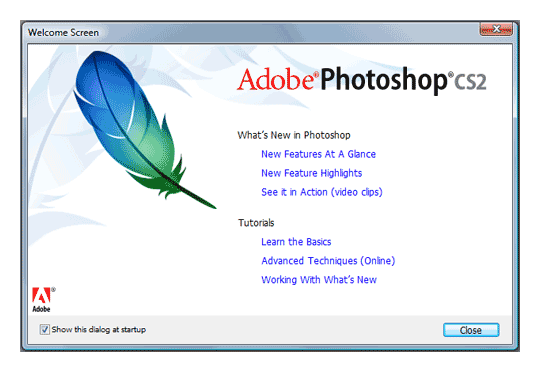 Welcome Screen
Adobe® Photoshop® CS2
What's New in Photoshop
New Features At A Glance
New Feature Highlights
See it in Action (video clips)
Tutorials
Learn the Basics
Advanced Techniques (Online)
Working With What's New
®
Adobe
Show this dialog at startup
Close